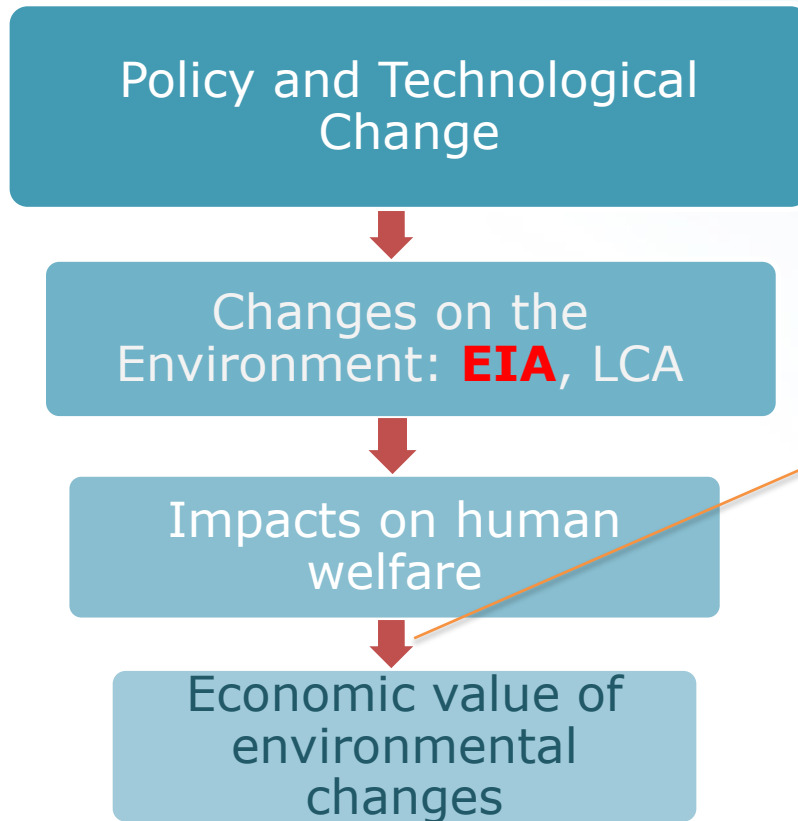 Policy and Technological
Change
Changes on the
Environment: EIA, LCA
Impacts on human
welfare
Economic value of
environmental
changes